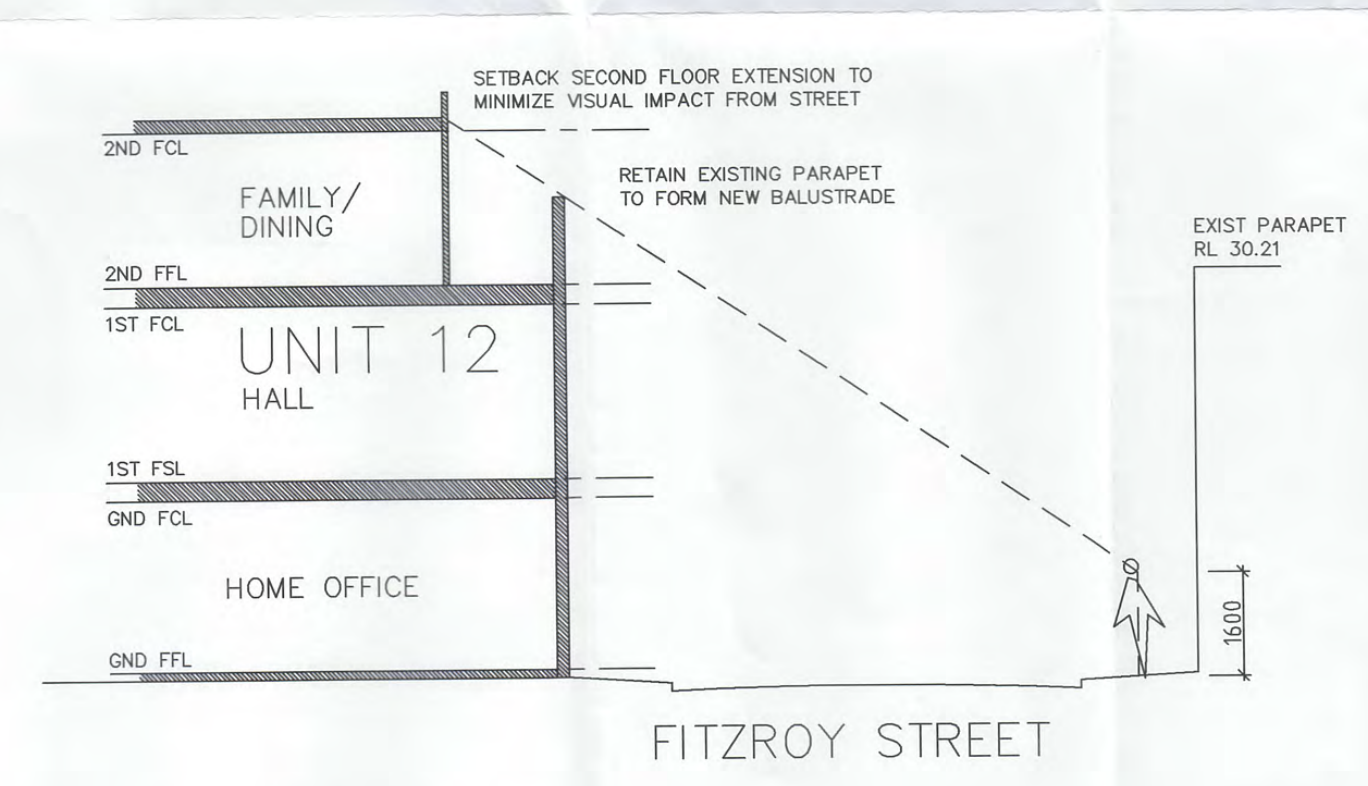 SETBACK SECOND FLOOR EXTENSION TO
MINIMIZE VISUAL IMPACT FROM STREET
2ND FCL
RETAIN EXISTING PARAPET
TO FORM NEW BALUSTRADE
FAMILY/
DINING
EXIST PARAPET
RL 30.21
2ND FFL
1ST FCL
UNIT 12
HALL
1ST FSL
GND FCL
HOME OFFICE
1600
GND FFL
FITZROY STREET